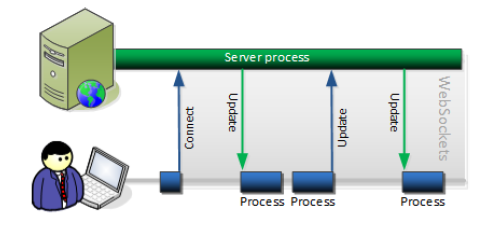 Server process
Connect
Update
Update
Update
WebSockets
Process
Process
Process